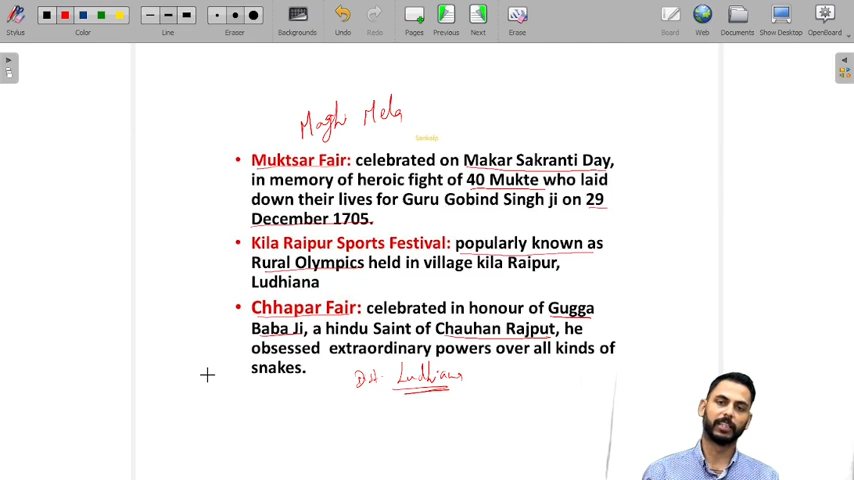 Stylus
Color
Line
Eraser
Backgrounds
Undo
Redo
Pages
Previous
Next
Erase
Board
Web
Documents
Show Desktop
OpenBoard
Maghi Mela
• Muktsar Fair: celebrated on Makar Sakranti Day,
in memory of heroic fight of 40 Mukte who laid
down their lives for Guru Gobind Singh ji on 29
December 1705.
• Kila Raipur Sports Festival: popularly known as
Rural Olympics held in village kila Raipur,
Ludhiana
• Chhapar Fair: celebrated in honour of Gugga
Baba Ji, a hindu Saint of Chauhan Rajput, he
obsessed extraordinary powers over all kinds of
snakes.
Ludhiana